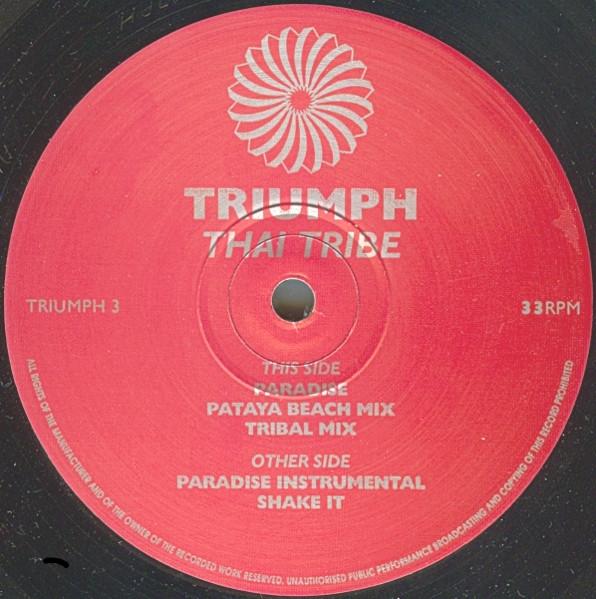 TRIUMPH
THAI TRIBE
TRIUMPH 3
33RPM
THIS SIDE
PARADISE
PATAYA BEACH MIX
TRIBAL MIX
OTHER SIDE
PARADISE INSTRUMENTAL
SHAKE IT
ALL RIGHTS OF THE MANUFACTURER AND OF THE OWNER OF THE RECORDED WORK RESERVED. UNAUTHORISED PUBLIC PERFORMANCE BROADCASTING AND COPYING OF THIS RECORD PROHIBITED